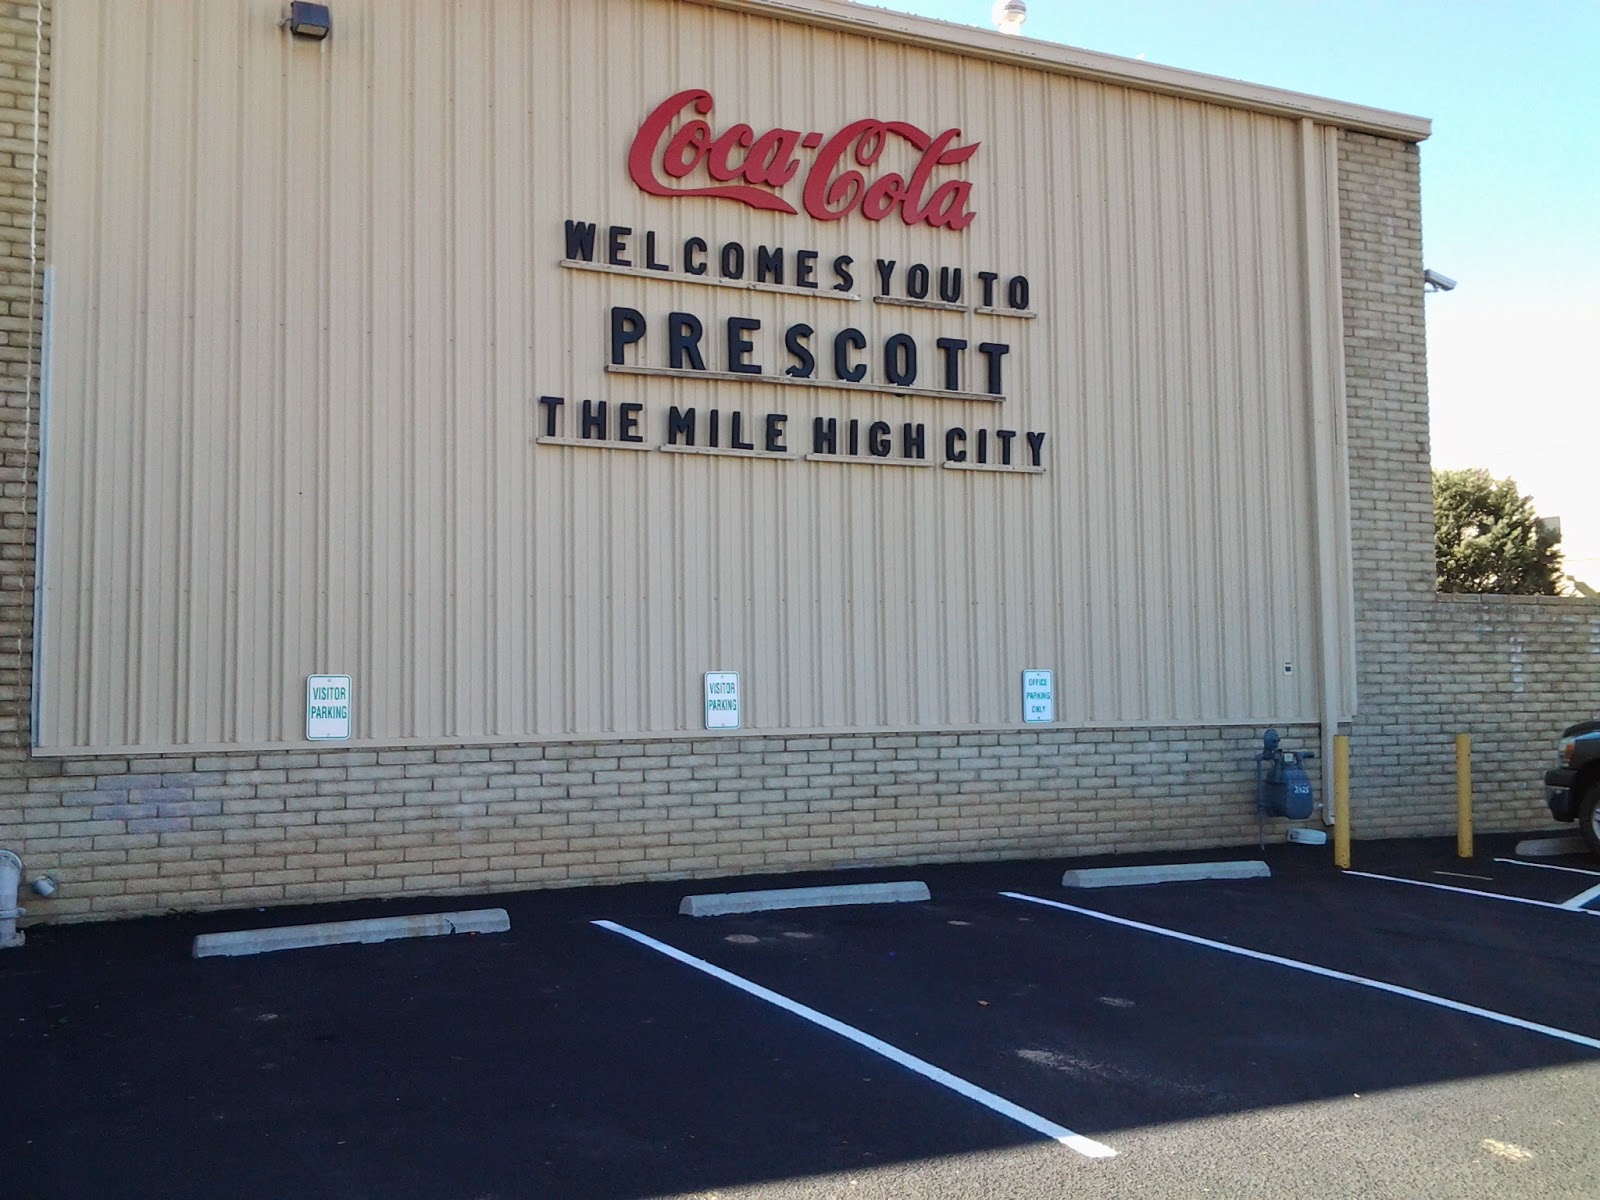 Coca-Cola
WELCOMES YOU TO
PRESCOTT
THE MILE HIGH CITY
VISITOR
PARKING
VISITOR
PARKING
OFFICE
PARKING
ONLY